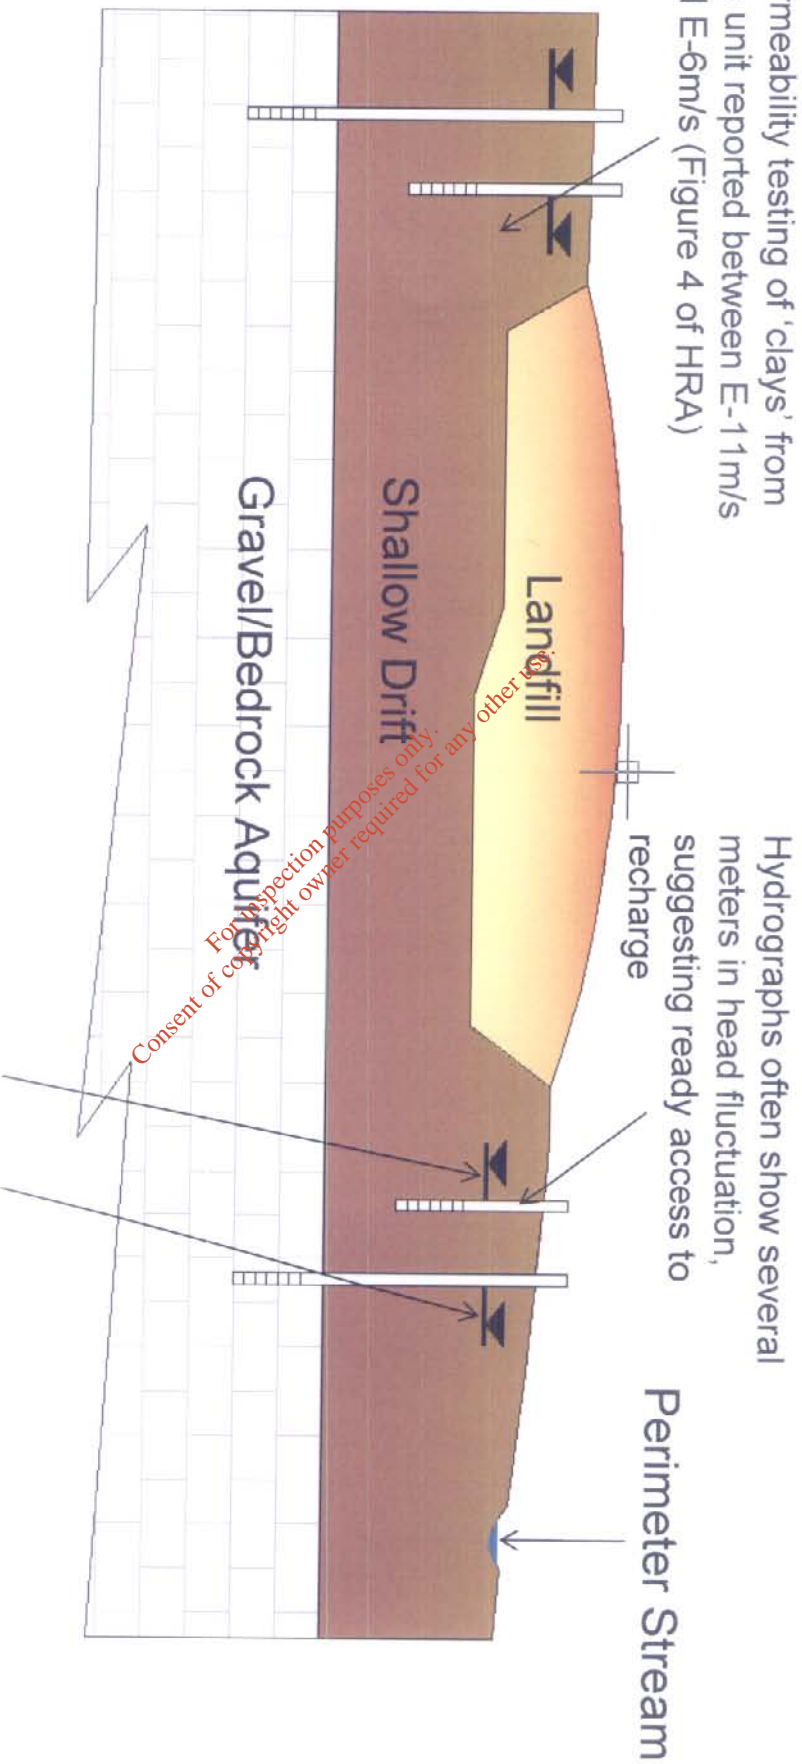 rmeability testing of 'clays' from
unit reported between E-11m/s
E-6m/s (Figure 4 of HRA)
Hydrographs often show several
meters in head fluctuation,
suggesting ready access to
recharge
Perimeter Stream
Landfill
Shallow Drift
Gravel/Bedrock Aquifer
For inspection purposes only.
Consent of copyright owner required for any other use.